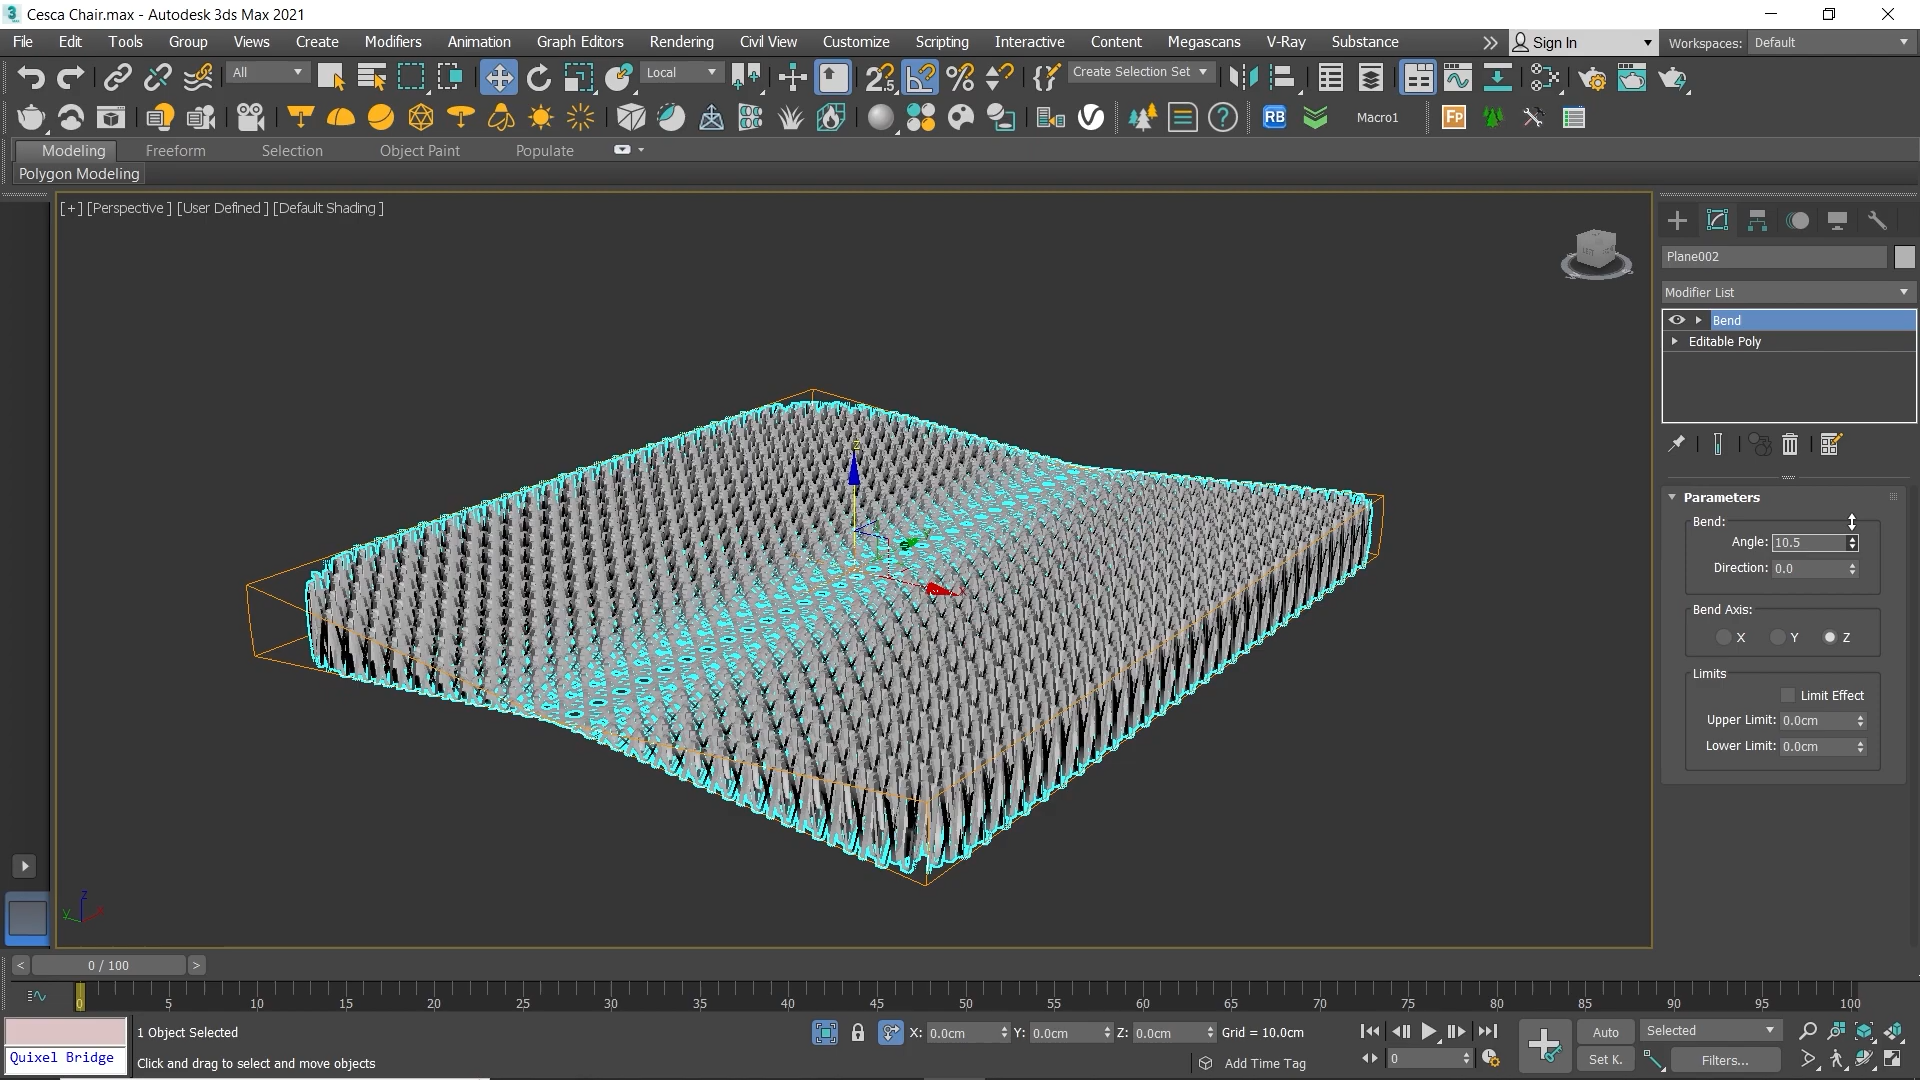 Cesca Chair.max - Autodesk 3ds Max 2021
File Edit Tools Group Views Create Modifiers Animation Graph Editors Rendering Civil View Customize Scripting Interactive Content Megascans V-Ray Substance Sign In Workspaces: Default
All Local 2.5 Create Selection Set
RB Macro1 FP
Modeling Freeform Selection Object Paint Populate
Polygon Modeling
[+] [Perspective ] [User Defined ] [Default Shading ]
Plane002
Modifier List
Bend
Editable Poly
Parameters
Bend:
Angle: 10.5
Direction: 0.0
Bend Axis:
X Y Z
Limits
Limit Effect
Upper Limit: 0.0cm
Lower Limit: 0.0cm
z
z
y
< 0 / 100 >
0 5 10 15 20 25 30 35 40 45 50 55 60 65 70 75 80 85 90 95 100
1 Object Selected X: 0.0cm Y: 0.0cm Z: 0.0cm Grid = 10.0cm Auto Selected
Quixel Bridge Click and drag to select and move objects Add Time Tag 0 Set K. Filters...